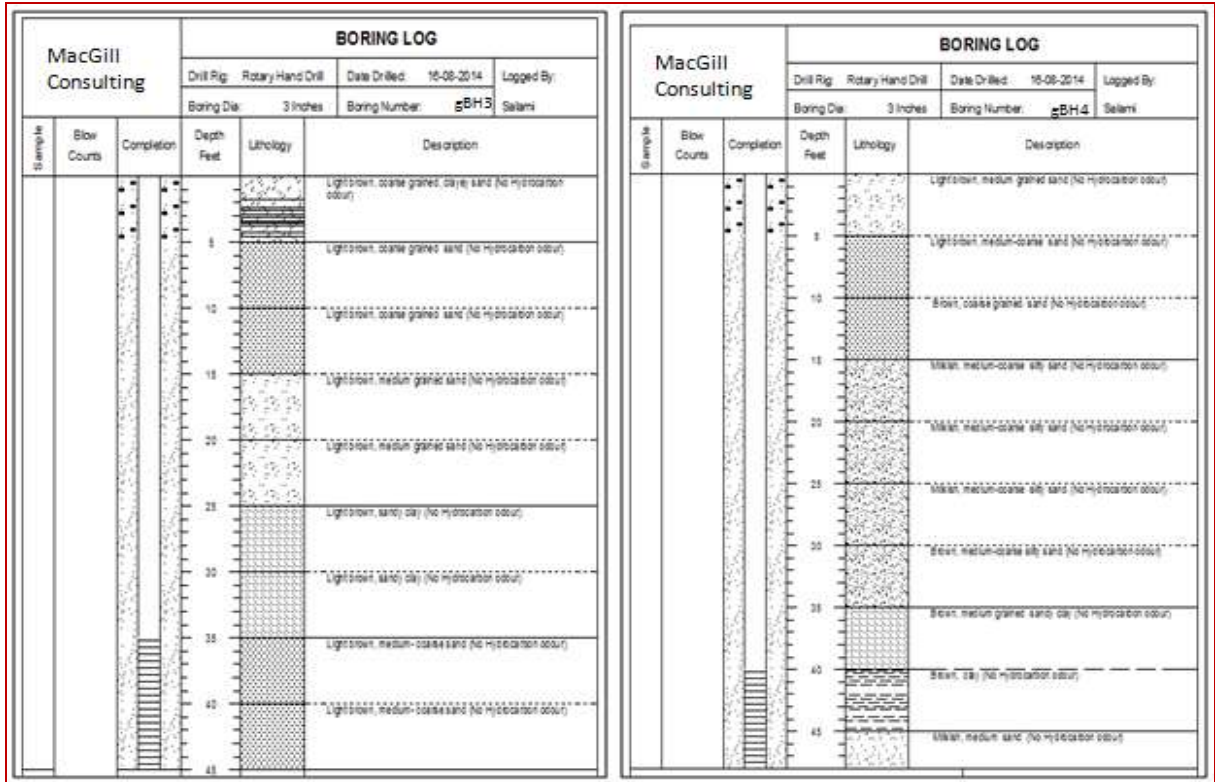 MacGill
Consulting
BORING LOG
Drill Rig: Rotary Hand Drill
Date Drilled: 16-08-2014
Logged By:
Boring Dia: 3 Inches
Boring Number: gBH3
Salami
Sample
Blow
Counts
Completion
Depth
Feet
Lithology
Description
Light brown, coarse grained, clayey sand (No Hydrocarbon
odour)
5
Light brown, coarse grained sand (No Hydrocarbon odour)
10
Light brown, coarse grained sand (No Hydrocarbon odour)
15
Light brown, medium grained sand (No Hydrocarbon odour)
20
Light brown, medium grained sand (No Hydrocarbon odour)
25
Light brown, sandy clay (No Hydrocarbon odour)
30
Light brown, sandy clay (No Hydrocarbon odour)
35
Light brown, medium- coarse sand (No Hydrocarbon odour)
40
Light brown, medium- coarse sand (No Hydrocarbon odour)
45
MacGill
Consulting
BORING LOG
Drill Rig: Rotary Hand Drill
Date Drilled: 16-08-2014
Logged By:
Boring Dia: 3 Inches
Boring Number: gBH4
Salami
Sample
Blow
Counts
Completion
Depth
Feet
Lithology
Description
Light brown, medium grained sand (No Hydrocarbon odour)
5
Light brown, medium-coarse sand (No Hydrocarbon odour)
10
Brown, coarse grained sand (No Hydrocarbon odour)
15
Milkish, medium-coarse silty sand (No Hydrocarbon odour)
20
Milkish, medium-coarse silty sand (No Hydrocarbon odour)
25
Milkish, medium-coarse silty sand (No Hydrocarbon odour)
30
Brown, medium-coarse silty sand (No Hydrocarbon odour)
35
Brown, medium grained sandy clay (No Hydrocarbon odour)
40
Brown, clay (No Hydrocarbon odour)
45
Milkish, medium sand (No Hydrocarbon odour)